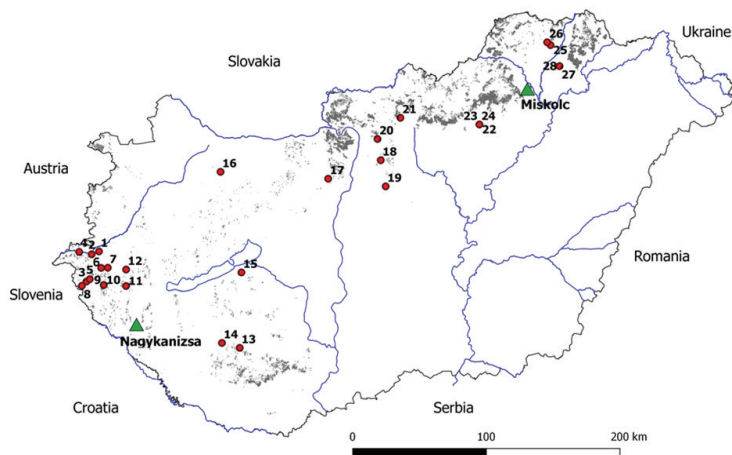 Ukraine
Slovakia
26
25
28
27
Miskolc
21
23 24
22
20
18
19
16
17
Austria
4 2 1
6 7
12
3 5
9 10 11
8
15
Slovenia
Romania
Nagykanizsa
14 13
Croatia
Serbia
0 100 200 km